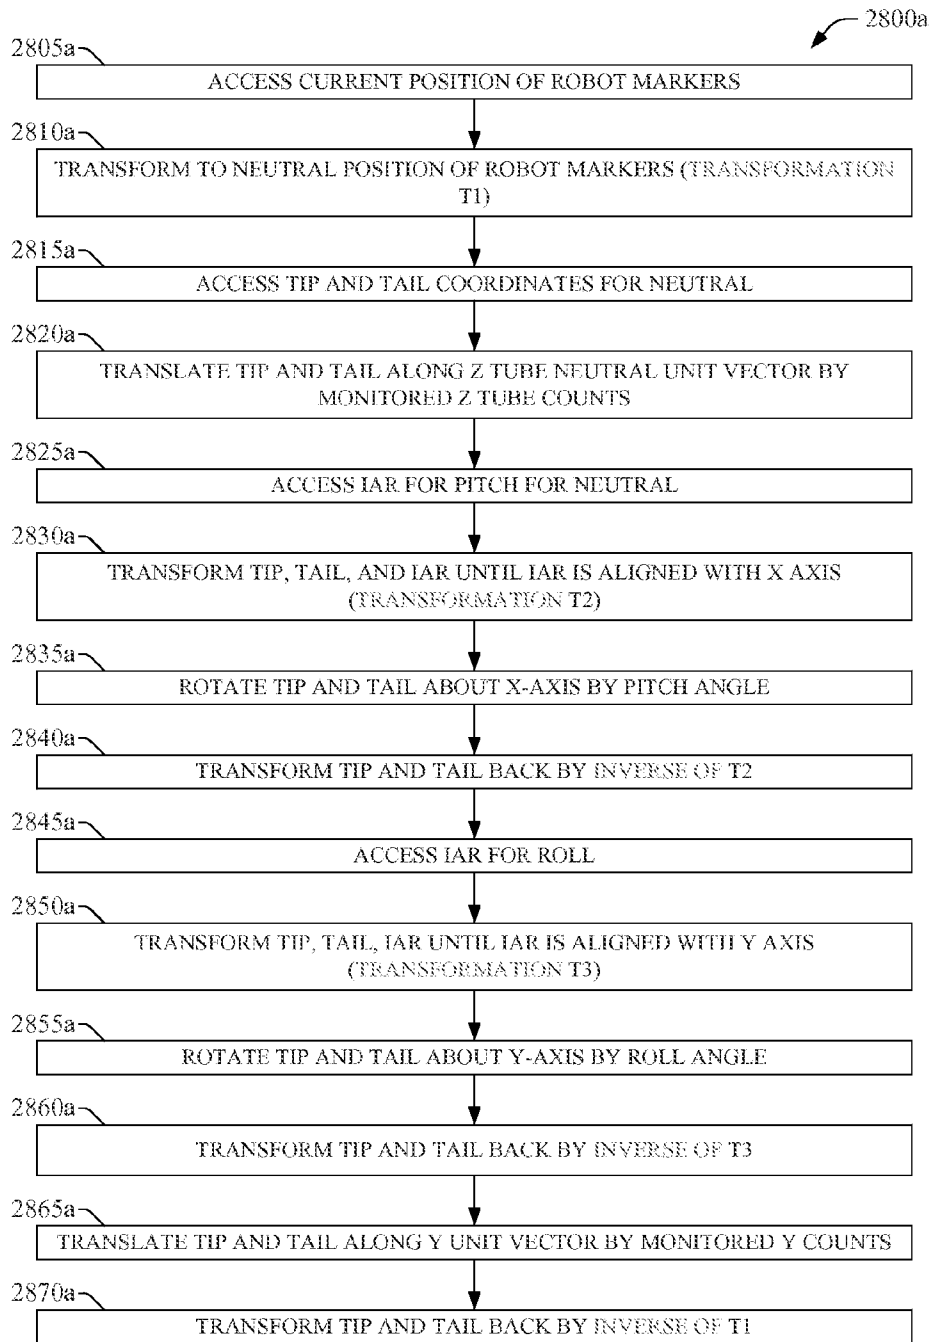 2800a
2805a
ACCESS CURRENT POSITION OF ROBOT MARKERS
2810a
TRANSFORM TO NEUTRAL POSITION OF ROBOT MARKERS (TRANSFORMATION
T1)
2815a
ACCESS TIP AND TAIL COORDINATES FOR NEUTRAL
2820a
TRANSLATE TIP AND TAIL ALONG Z TUBE NEUTRAL UNIT VECTOR BY
MONITORED Z TUBE COUNTS
2825a
ACCESS IAR FOR PITCH FOR NEUTRAL
2830a
TRANSFORM TIP, TAIL, AND IAR UNTIL IAR IS ALIGNED WITH X AXIS
(TRANSFORMATION T2)
2835a
ROTATE TIP AND TAIL ABOUT X-AXIS BY PITCH ANGLE
2840a
TRANSFORM TIP AND TAIL BACK BY INVERSE OF T2
2845a
ACCESS IAR FOR ROLL
2850a
TRANSFORM TIP, TAIL, IAR UNTIL IAR IS ALIGNED WITH Y AXIS
(TRANSFORMATION T3)
2855a
ROTATE TIP AND TAIL ABOUT Y-AXIS BY ROLL ANGLE
2860a
TRANSFORM TIP AND TAIL BACK BY INVERSE OF T3
2865a
TRANSLATE TIP AND TAIL ALONG Y UNIT VECTOR BY MONITORED Y COUNTS
2870a
TRANSFORM TIP AND TAIL BACK BY INVERSE OF T1